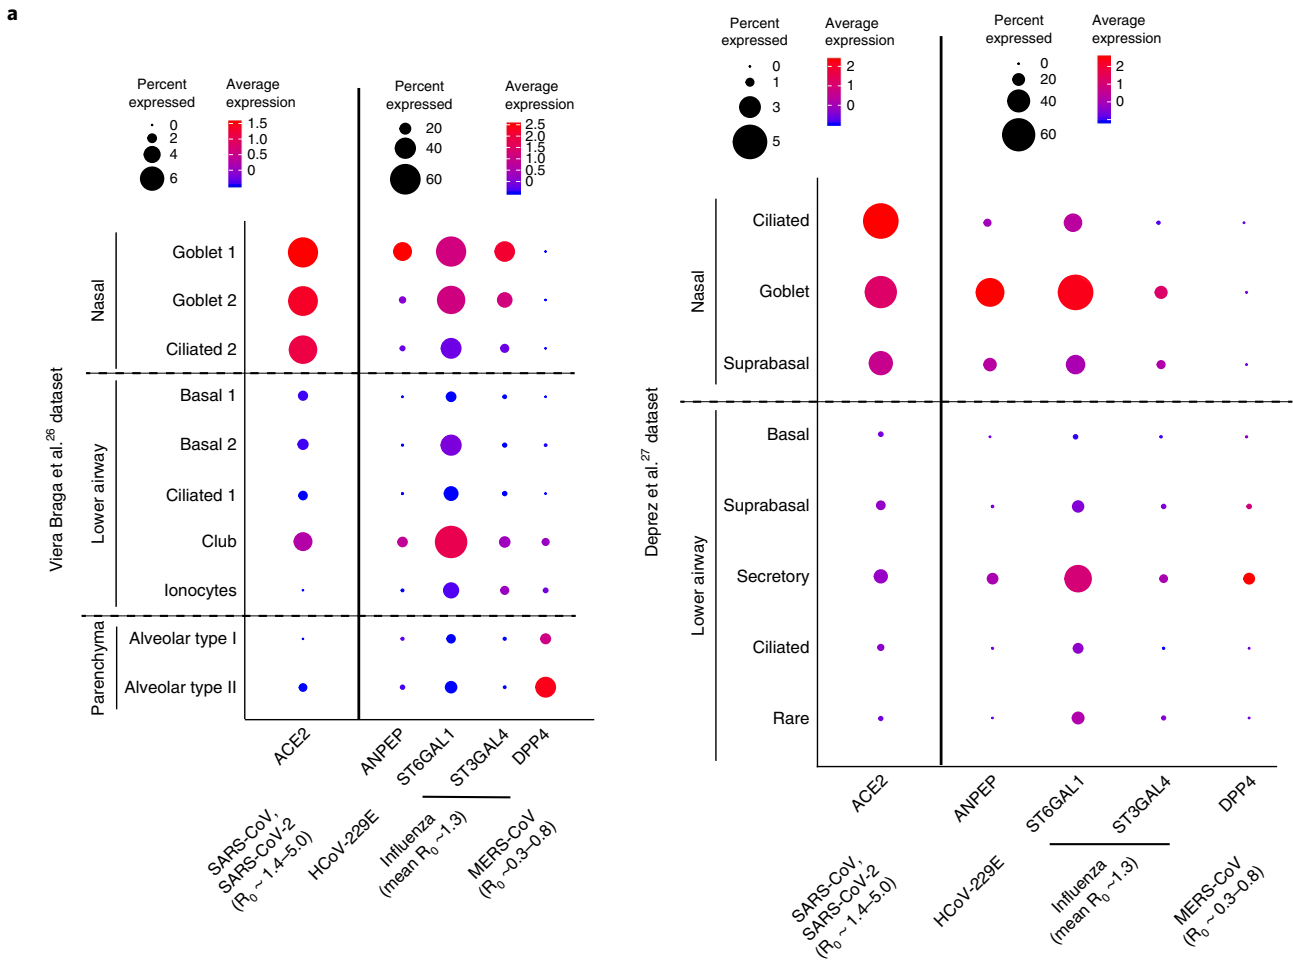 a
Percent
expressed
0
2
4
6
Average
expression
1.5
1.0
0.5
0
Percent
expressed
20
40
60
Average
expression
2.5
2.0
1.5
1.0
0.5
0
Viera Braga et al.26 dataset
Nasal
Goblet 1
Goblet 2
Ciliated 2
Lower airway
Basal 1
Basal 2
Ciliated 1
Club
Ionocytes
Parenchyma
Alveolar type I
Alveolar type II
ACE2
ANPEP
ST6GAL1
ST3GAL4
DPP4
SARS-CoV,
SARS-CoV-2
(R0 ~ 1.4–5.0)
HCoV-229E
Influenza
(mean R0 ~1.3)
MERS-CoV
(R0 ~0.3–0.8)
Percent
expressed
0
1
3
5
Average
expression
2
1
0
Percent
expressed
0
20
40
60
Average
expression
2
1
0
Deprez et al.27 dataset
Nasal
Ciliated
Goblet
Suprabasal
Lower airway
Basal
Suprabasal
Secretory
Ciliated
Rare
ACE2
ANPEP
ST6GAL1
ST3GAL4
DPP4
SARS-CoV,
SARS-CoV-2
(R0 ~ 1.4–5.0)
HCoV-229E
Influenza
(mean R0 ~1.3)
MERS-CoV
(R0 ~ 0.3–0.8)